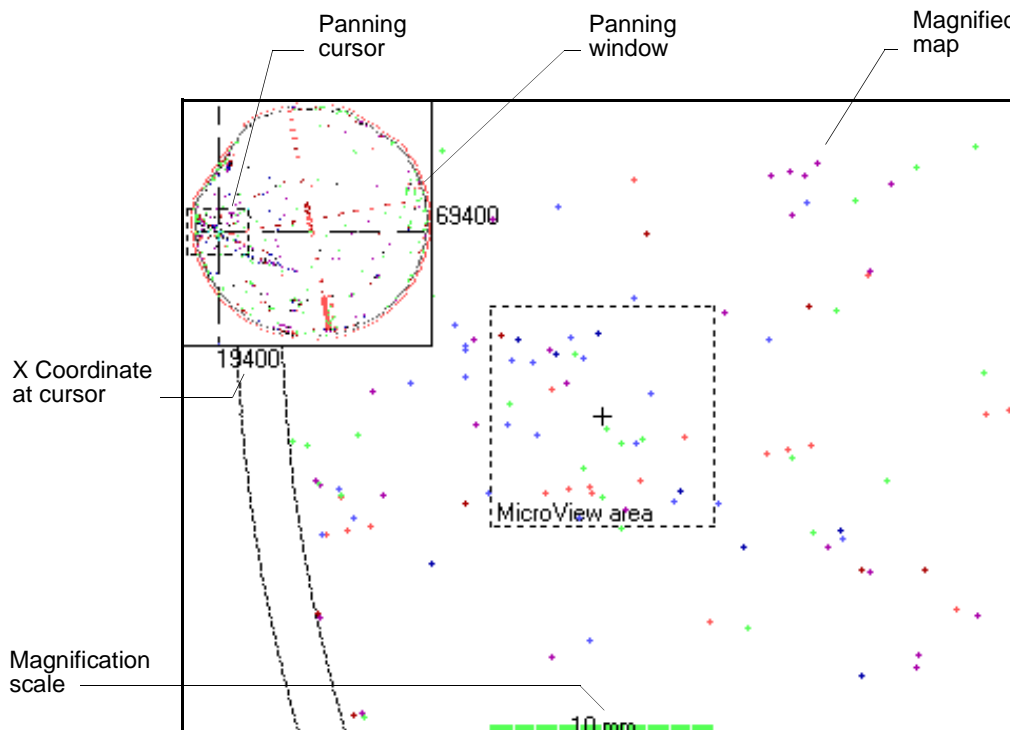 Panning
cursor
Panning
window
Magnified
map
69400
19400
X Coordinate
at cursor
MicroView area
Magnification
scale
10 mm